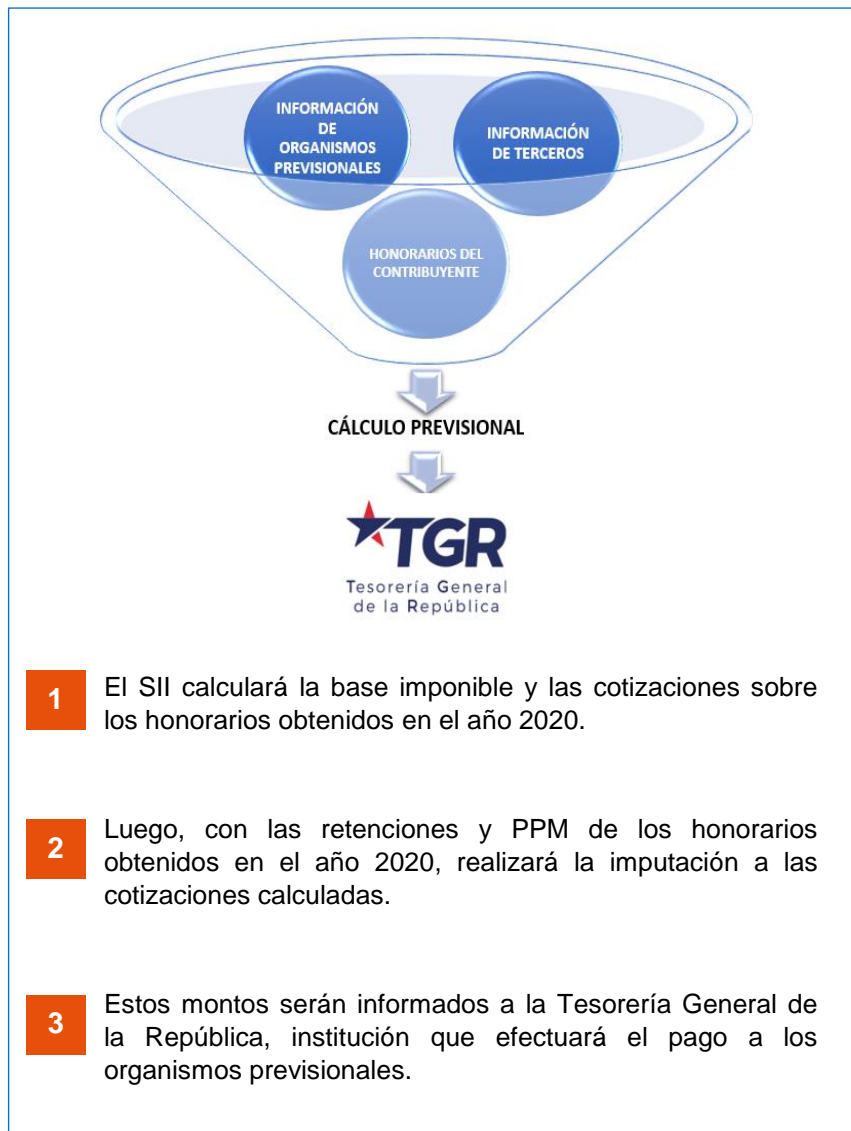 INFORMACIÓN
DE
ORGANISMOS
PREVISIONALES
INFORMACIÓN
DE TERCEROS
HONORARIOS DEL
CONTRIBUYENTE
CÁLCULO PREVISIONAL
TGR
Tesorería General
de la República
1
El SII calculará la base imponible y las cotizaciones sobre
los honorarios obtenidos en el año 2020.
2
Luego, con las retenciones y PPM de los honorarios
obtenidos en el año 2020, realizará la imputación a las
cotizaciones calculadas.
3
Estos montos serán informados a la Tesorería General de
la República, institución que efectuará el pago a los
organismos previsionales.